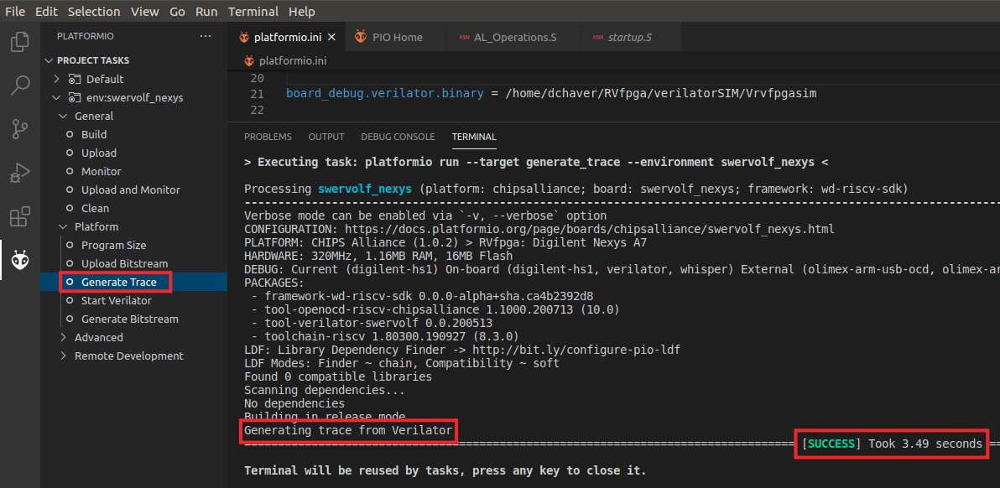 File Edit Selection View Go Run Terminal Help
PLATFORMIO ···
platformio.ini × PIO Home ASM AL_Operations.S ASM startup.S
platformio.ini
PROJECT TASKS
Default
env:swervolf_nexys
General
Build
Upload
Monitor
Upload and Monitor
Clean
Platform
Program Size
Upload Bitstream
Generate Trace
Start Verilator
Generate Bitstream
Advanced
Remote Development
20
21 board_debug.verilator.binary = /home/dchaver/RVfpga/verilatorSIM/Vrvfpgasim
22
PROBLEMS OUTPUT DEBUG CONSOLE TERMINAL
> Executing task: platformio run --target generate_trace --environment swervolf_nexys <
Processing swervolf_nexys (platform: chipsalliance; board: swervolf_nexys; framework: wd-riscv-sdk)
Verbose mode can be enabled via `-v, --verbose` option
CONFIGURATION: https://docs.platformio.org/page/boards/chipsalliance/swervolf_nexys.html
PLATFORM: CHIPS Alliance (1.0.2) > RVfpga: Digilent Nexys A7
HARDWARE: 320MHz, 1.16MB RAM, 16MB Flash
DEBUG: Current (digilent-hs1) On-board (digilent-hs1, verilator, whisper) External (olimex-arm-usb-ocd, olimex-ar
PACKAGES:
- framework-wd-riscv-sdk 0.0.0-alpha+sha.ca4b2392d8
- tool-openocd-riscv-chipsalliance 1.1000.200713 (10.0)
- tool-verilator-swervolf 0.0.200513
- toolchain-riscv 1.80300.190927 (8.3.0)
LDF: Library Dependency Finder -> http://bit.ly/configure-pio-ldf
LDF Modes: Finder ~ chain, Compatibility ~ soft
Found 0 compatible libraries
Scanning dependencies...
No dependencies
Building in release mode
Generating trace from Verilator
[SUCCESS] Took 3.49 seconds
Terminal will be reused by tasks, press any key to close it.